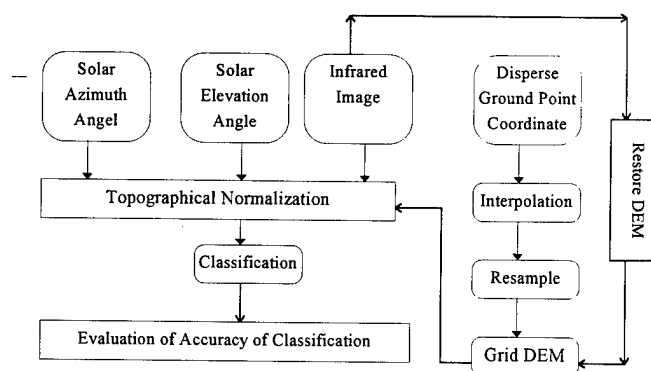 Solar
Azimuth
Angel
Solar
Elevation
Angle
Infrared
Image
Disperse
Ground Point
Coordinate
Restore DEM
Topographical Normalization
Interpolation
Classification
Resample
Evaluation of Accuracy of Classification
Grid DEM